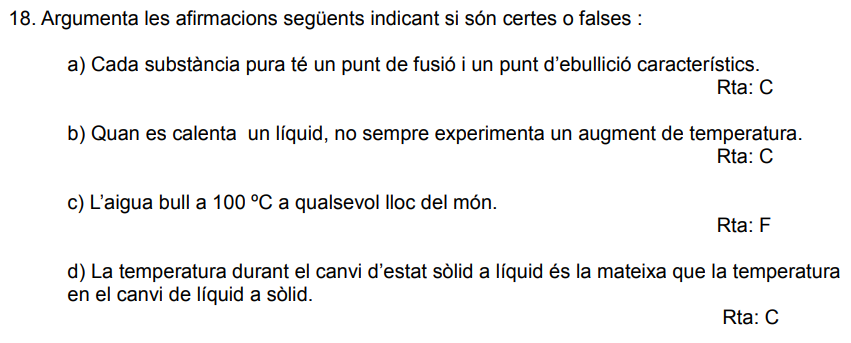 18. Argumenta les afirmacions següents indicant si són certes o falses :
a) Cada substància pura té un punt de fusió i un punt d’ebullició característics.
Rta: C
b) Quan es calenta  un líquid, no sempre experimenta un augment de temperatura.
Rta: C
c) L’aigua bull a 100 ºC a qualsevol lloc del món.
Rta: F
d) La temperatura durant el canvi d’estat sòlid a líquid és la mateixa que la temperatura
en el canvi de líquid a sòlid.
Rta: C